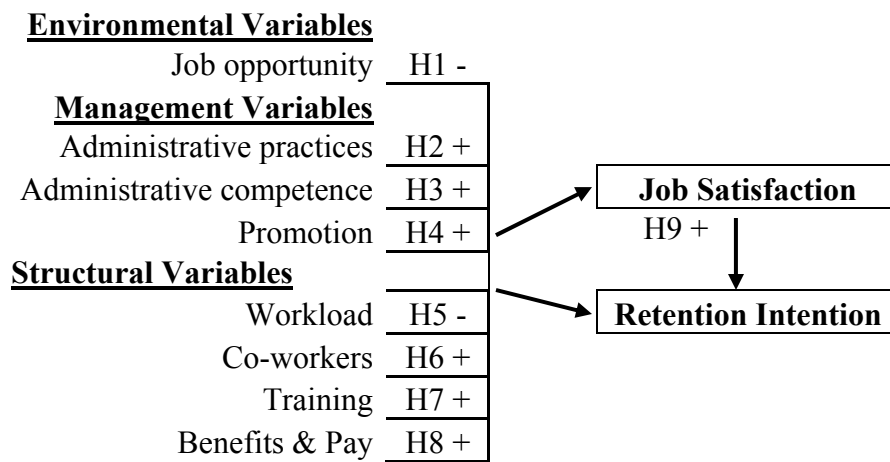 Environmental Variables
Job opportunity H1 -
Management Variables
Administrative practices H2 +
Administrative competence H3 +
Job Satisfaction
Promotion H4 +
H9 +
Structural Variables
Workload H5 -
Retention Intention
Co-workers H6 +
Training H7 +
Benefits & Pay H8 +